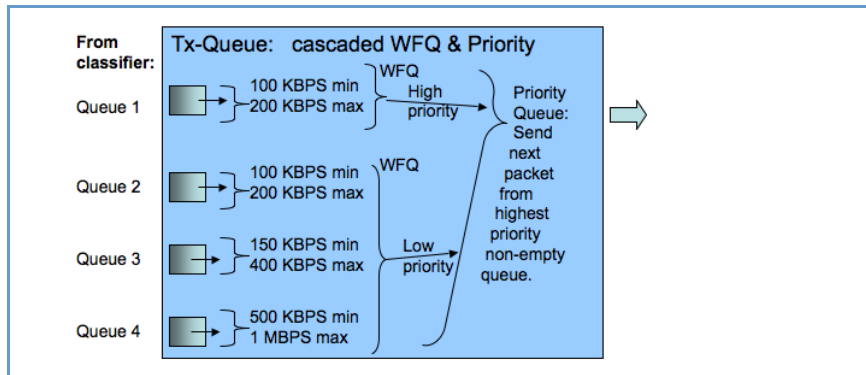 From
classifier:
Tx-Queue: cascaded WFQ & Priority
Queue 1
100 KBPS min
200 KBPS max
WFQ
High
priority
Queue 2
100 KBPS min
200 KBPS max
WFQ
Queue 3
150 KBPS min
400 KBPS max
Low
priority
Queue 4
500 KBPS min
1 MBPS max
Priority
Queue:
Send
next
packet
from
highest
priority
non-empty
queue.